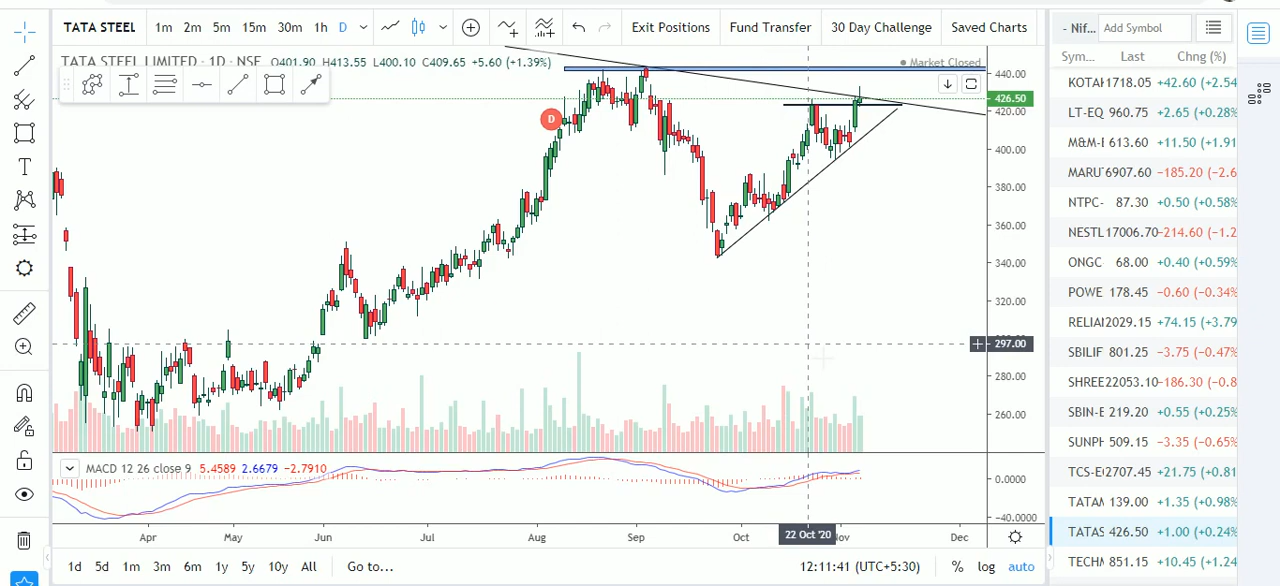 TATA STEEL 1m 2m 5m 15m 30m 1h D Exit Positions Fund Transfer 30 Day Challenge Saved Charts
TATA STEEL LIMITED · 1D · NSE O401.90 H413.55 L400.10 C409.65 +5.60 (+1.39%)
Market Closed
D
T
440.00
426.50
420.00
400.00
380.00
360.00
340.00
320.00
297.00
280.00
260.00
MACD 12 26 close 9 5.4589 2.6679 -2.7910
0.0000
-40.0000
Apr May Jun Jul Aug Sep Oct 22 Oct '20 Dec
1d 5d 1m 3m 6m 1y 5y 10y All Go to... 12:11:41 (UTC+5:30) % log auto
- Nif... Add Symbol
Sym... Last Chng (%)
KOTAI 1718.05 +42.60 (+2.54
LT-EQ 960.75 +2.65 (+0.28%
M&M-E 613.60 +11.50 (+1.91
MARUT 6907.60 -185.20 (-2.6
NTPC- 87.30 +0.50 (+0.58%
NESTL 17006.70 -214.60 (-1.2
ONGC 68.00 +0.40 (+0.59%
POWE 178.45 -0.60 (-0.34%
RELIAI 2029.15 +74.15 (+3.79
SBILIF 801.25 -3.75 (-0.47%
SHREE 22053.10 -186.30 (-0.8
SBIN-E 219.20 +0.55 (+0.25%
SUNPH 509.15 -3.35 (-0.65%
TCS-E 2707.45 +21.75 (+0.81
TATAM 139.00 +1.35 (+0.98%
TATAS 426.50 +1.00 (+0.24%
TECHM 851.15 +10.45 (+1.24